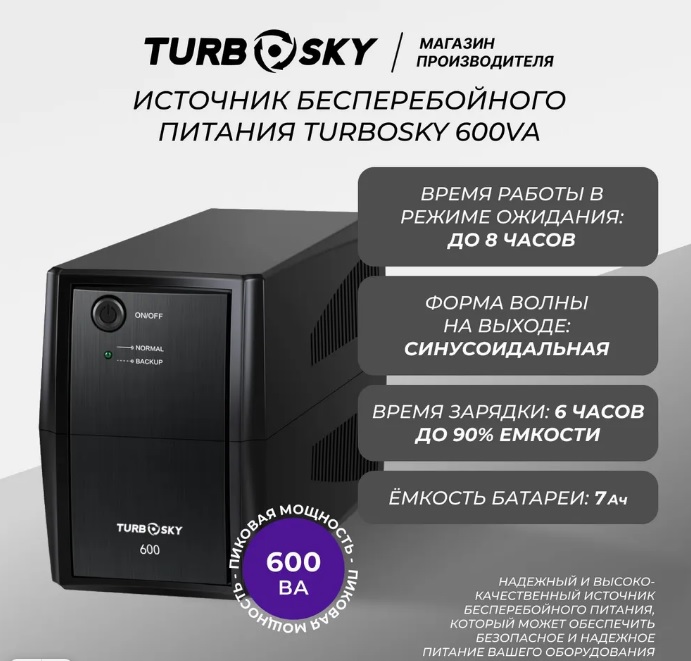 TURBOSKY
МАГАЗИН
ПРОИЗВОДИТЕЛЯ
ИСТОЧНИК БЕСПЕРЕБОЙНОГО
ПИТАНИЯ TURBOSKY 600VA
ВРЕМЯ РАБОТЫ В
РЕЖИМЕ ОЖИДАНИЯ:
ДО 8 ЧАСОВ
ФОРМА ВОЛНЫ
НА ВЫХОДЕ:
СИНУСОИДАЛЬНАЯ
ВРЕМЯ ЗАРЯДКИ: 6 ЧАСОВ
ДО 90% ЕМКОСТИ
ЁМКОСТЬ БАТАРЕИ: 7 Ач
ON/OFF
NORMAL
BACKUP
TURBOSKY
600
ПИКОВАЯ МОЩНОСТЬ - ПИКОВАЯ МОЩНОСТЬ -
600
ВА
НАДЕЖНЫЙ И ВЫСОКО-
КАЧЕСТВЕННЫЙ ИСТОЧНИК
БЕСПЕРЕБОЙНОГО ПИТАНИЯ,
КОТОРЫЙ МОЖЕТ ОБЕСПЕЧИТЬ
БЕЗОПАСНОЕ И НАДЕЖНОЕ
ПИТАНИЕ ВАШЕГО ОБОРУДОВАНИЯ